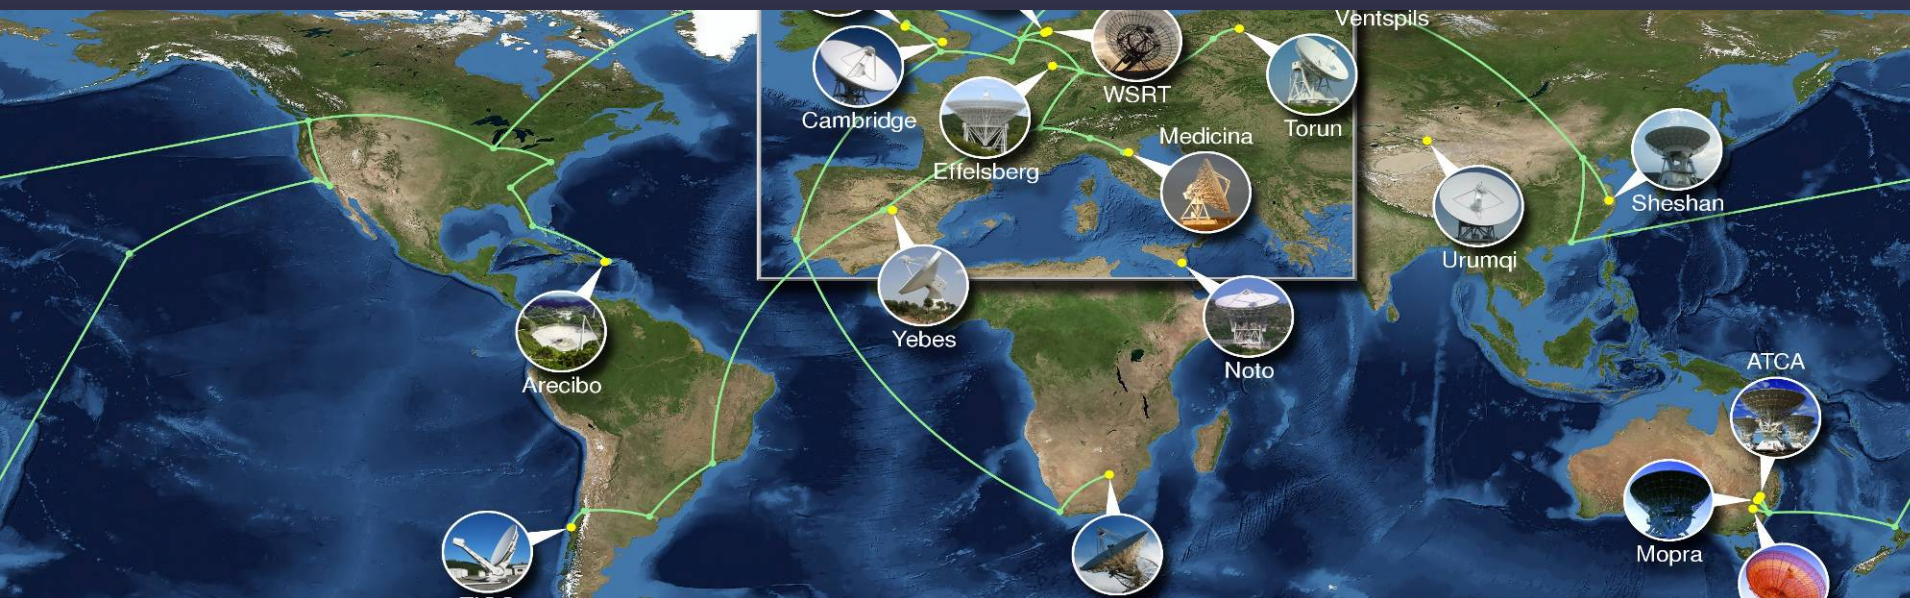 Ventspils
WSRT
Cambridge
Torun
Medicina
Effelsberg
Sheshan
Urumqi
Yebes
ATCA
Noto
Arecibo
Mopra